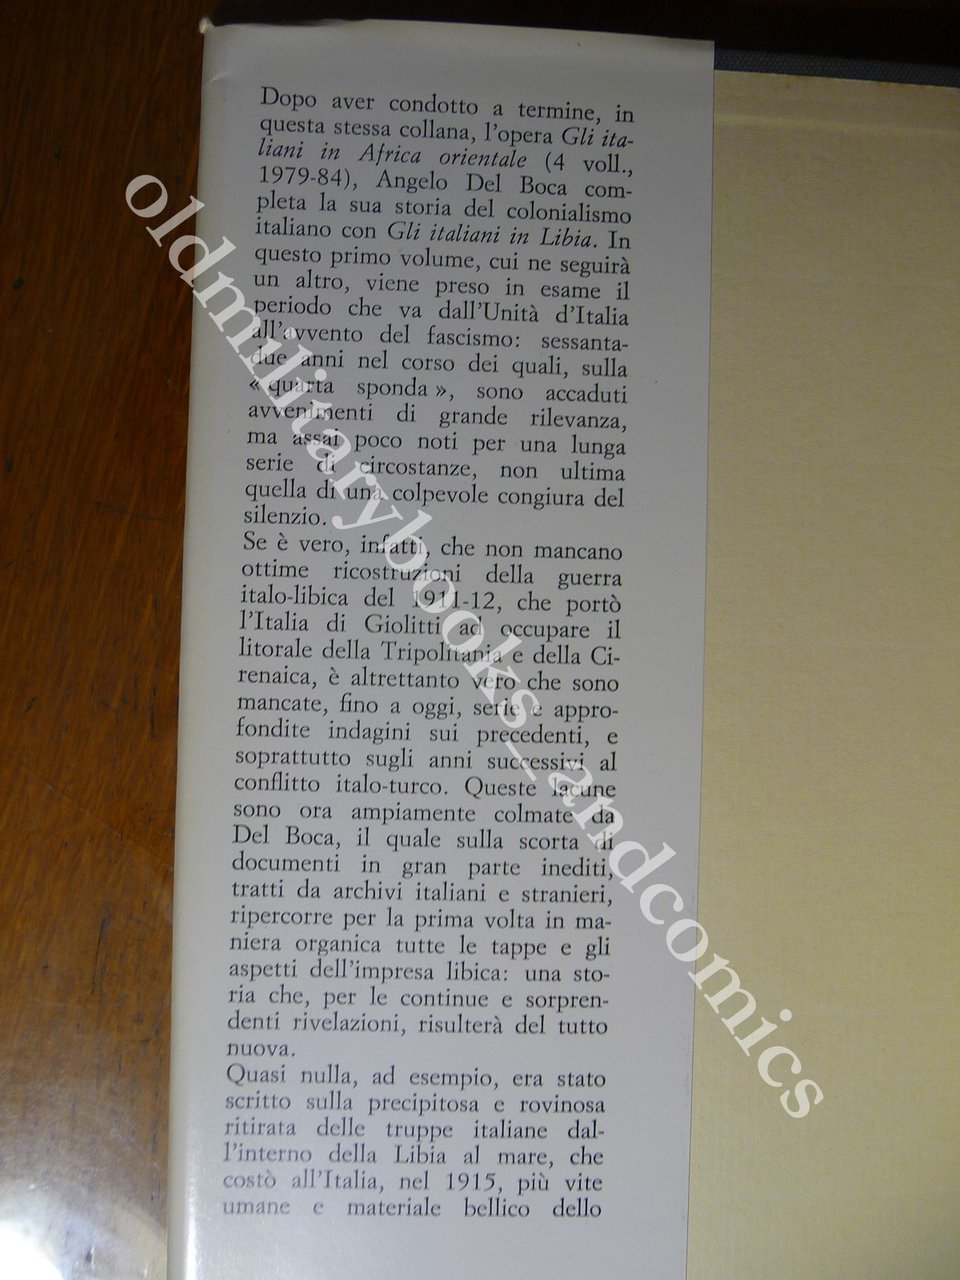 Dopo aver condotto a termine, in
questa stessa collana, l'opera Gli ita-
liani in Africa orientale (4 voll.,
1979-84), Angelo Del Boca com-
pleta la sua storia del colonialismo
italiano con Gli italiani in Libia. In
questo primo volume, cui ne seguirà
un altro, viene preso in esame il
periodo che va dall'Unità d'Italia
all'avvento del fascismo: sessanta-
due anni nel corso dei quali, sulla
« quarta sponda », sono accaduti
avvenimenti di grande rilevanza,
ma assai poco noti per una lunga
serie di circostanze, non ultima
quella di una colpevole congiura del
silenzio.
Se è vero, infatti, che non mancano
ottime ricostruzioni della guerra
italo-libica del 1911-12, che portò
l'Italia di Giolitti ad occupare il
litorale della Tripolitania e della Ci-
renaica, è altrettanto vero che sono
mancate, fino a oggi, serie e appro-
fondite indagini sui precedenti, e
soprattutto sugli anni successivi al
conflitto italo-turco. Queste lacune
sono ora ampiamente colmate da
Del Boca, il quale sulla scorta di
documenti in gran parte inediti,
tratti da archivi italiani e stranieri,
ripercorre per la prima volta in ma-
niera organica tutte le tappe e gli
aspetti dell'impresa libica: una sto-
ria che, per le continue e sorpren-
denti rivelazioni, risulterà del tutto
nuova.
Quasi nulla, ad esempio, era stato
scritto sulla precipitosa e rovinosa
ritirata delle truppe italiane dal-
l'interno della Libia al mare, che
costò all'Italia, nel 1915, più vite
umane e materiale bellico dello
oldmilitarybooks_andcomics